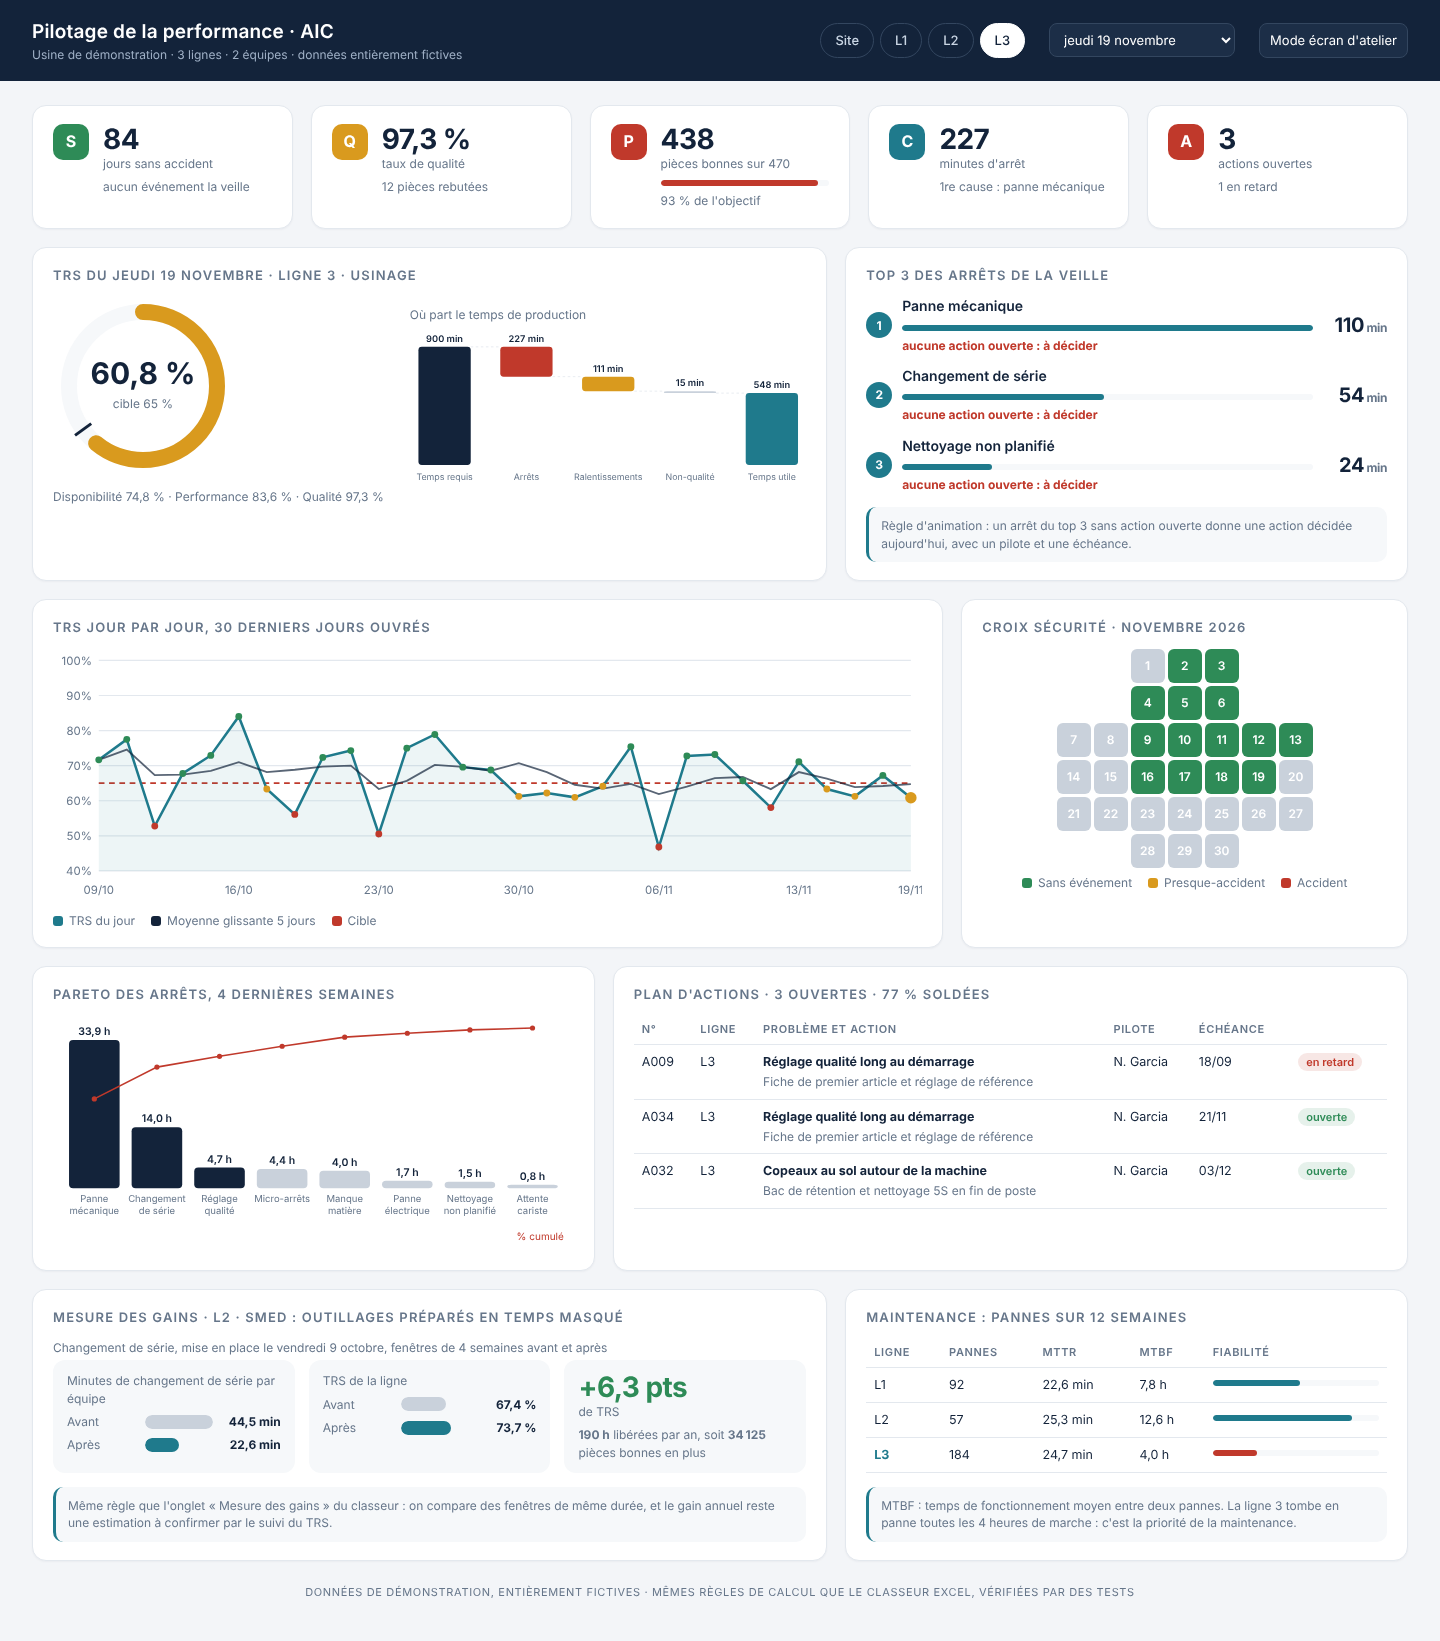 Pilotage de la performance · AIC
Usine de démonstration · 3 lignes · 2 équipes · données entièrement fictives
Site
L1
L2
L3
jeudi 19 novembre
Mode écran d'atelier
S
84
jours sans accident
aucun événement la veille
Q
97,3 %
taux de qualité
12 pièces rebutées
P
438
pièces bonnes sur 470
93 % de l'objectif
C
227
minutes d'arrêt
1re cause : panne mécanique
A
3
actions ouvertes
1 en retard
TRS DU JEUDI 19 NOVEMBRE · LIGNE 3 · USINAGE
60,8 %
cible 65 %
Disponibilité 74,8 % · Performance 83,6 % · Qualité 97,3 %
Où part le temps de production
900 min
227 min
111 min
15 min
548 min
Temps requis
Arrêts
Ralentissements
Non-qualité
Temps utile
TOP 3 DES ARRÊTS DE LA VEILLE
1
Panne mécanique
110 min
aucune action ouverte : à décider
2
Changement de série
54 min
aucune action ouverte : à décider
3
Nettoyage non planifié
24 min
aucune action ouverte : à décider
Règle d'animation : un arrêt du top 3 sans action ouverte donne une action décidée
aujourd'hui, avec un pilote et une échéance.
TRS JOUR PAR JOUR, 30 DERNIERS JOURS OUVRÉS
100%
90%
80%
70%
60%
50%
40%
09/10
16/10
23/10
30/10
06/11
13/11
19/11
TRS du jour
Moyenne glissante 5 jours
Cible
CROIX SÉCURITÉ · NOVEMBRE 2026
1 2 3
4 5 6
7 8 9 10 11 12 13
14 15 16 17 18 19 20
21 22 23 24 25 26 27
28 29 30
Sans événement
Presque-accident
Accident
PARETO DES ARRÊTS, 4 DERNIÈRES SEMAINES
33,9 h
14,0 h
4,7 h
4,4 h
4,0 h
1,7 h
1,5 h
0,8 h
Panne
mécanique
Changement
de série
Réglage
qualité
Micro-arrêts
Manque
matière
Panne
électrique
Nettoyage
non planifié
Attente
cariste
% cumulé
PLAN D'ACTIONS · 3 OUVERTES · 77 % SOLDÉES
N° LIGNE PROBLÈME ET ACTION PILOTE ÉCHÉANCE
A009 L3 Réglage qualité long au démarrage N. Garcia 18/09 en retard
Fiche de premier article et réglage de référence
A034 L3 Réglage qualité long au démarrage N. Garcia 21/11 ouverte
Fiche de premier article et réglage de référence
A032 L3 Copeaux au sol autour de la machine N. Garcia 03/12 ouverte
Bac de rétention et nettoyage 5S en fin de poste
MESURE DES GAINS · L2 · SMED : OUTILLAGES PRÉPARÉS EN TEMPS MASQUÉ
Changement de série, mise en place le vendredi 9 octobre, fenêtres de 4 semaines avant et après
Minutes de changement de série par
équipe
Avant 44,5 min
Après 22,6 min
TRS de la ligne
Avant 67,4 %
Après 73,7 %
+6,3 pts
de TRS
190 h libérées par an, soit 34 125
pièces bonnes en plus
Même règle que l'onglet « Mesure des gains » du classeur : on compare des fenêtres de même durée, et le gain annuel reste
une estimation à confirmer par le suivi du TRS.
MAINTENANCE : PANNES SUR 12 SEMAINES
LIGNE PANNES MTTR MTBF FIABILITÉ
L1 92 22,6 min 7,8 h
L2 57 25,3 min 12,6 h
L3 184 24,7 min 4,0 h
MTBF : temps de fonctionnement moyen entre deux pannes. La ligne 3 tombe en
panne toutes les 4 heures de marche : c'est la priorité de la maintenance.
DONNÉES DE DÉMONSTRATION, ENTIÈREMENT FICTIVES · MÊMES RÈGLES DE CALCUL QUE LE CLASSEUR EXCEL, VÉRIFIÉES PAR DES TESTS